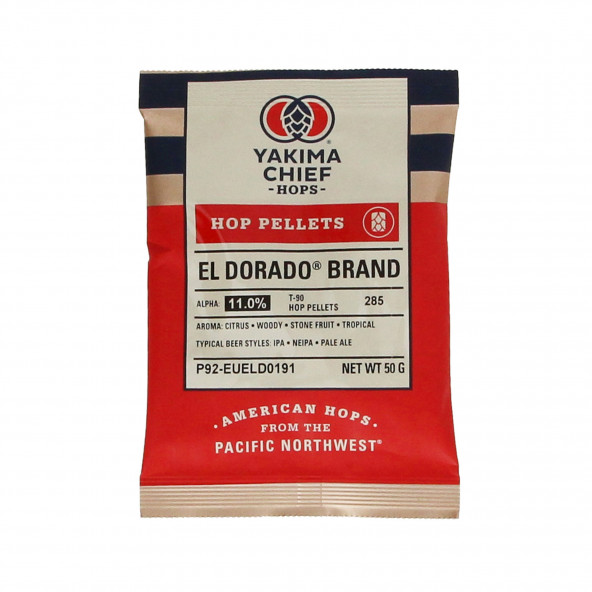 YAKIMA
CHIEF
-HOPS-
HOP PELLETS
EL DORADO® BRAND
ALPHA: 11.0% T-90 HOP PELLETS 285
AROMA: CITRUS • WOODY • STONE FRUIT • TROPICAL
TYPICAL BEER STYLES: IPA • NEIPA • PALE ALE
P92-EUELD0191 NET WT 50 G
• AMERICAN HOPS •
FROM THE
PACIFIC NORTHWEST®